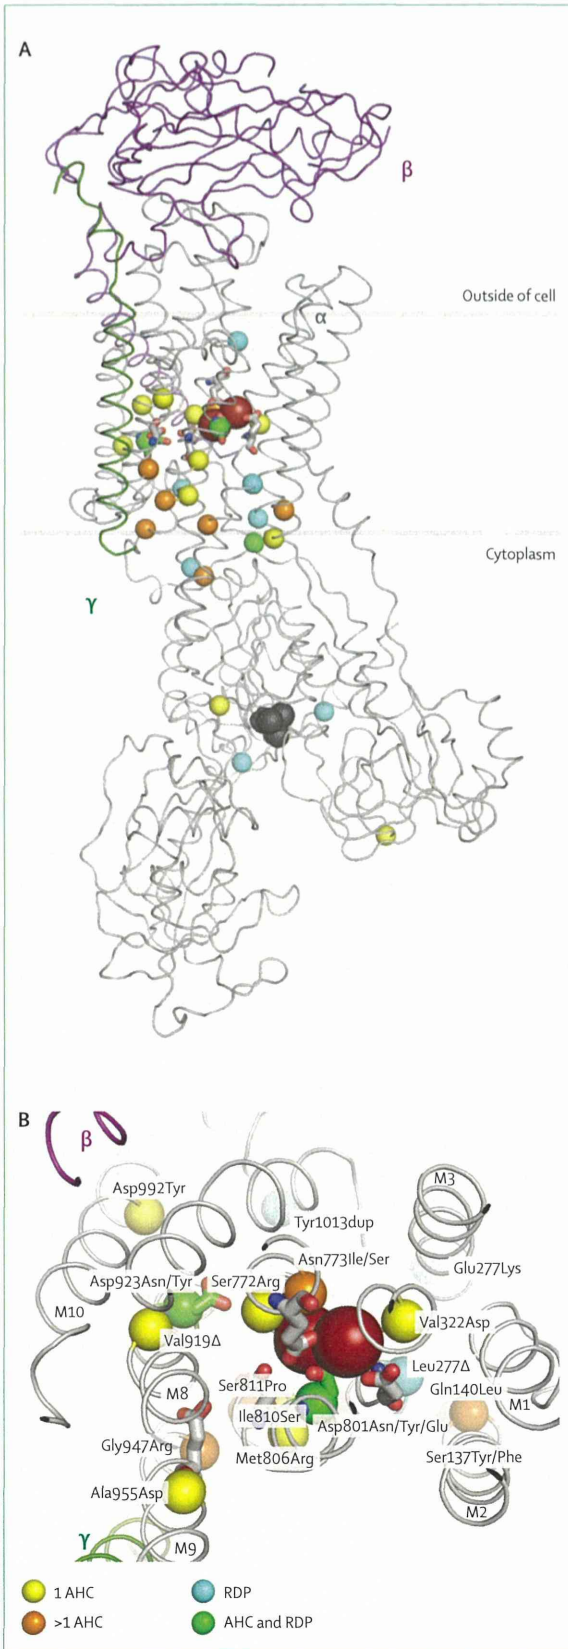 A
β
Outside of cell
α
Cytoplasm
γ
B
β
M3
Asp992Tyr
Tyr1013dup
Asn773Ile/Ser
Glu277Lys
Asp923Asn/Tyr
Ser772Arg
M10
Val322Asp
Val919Δ
Leu277Δ
Ser811Pro
Gln140Leu
M8
M1
Ile810Ser
Asp801Asn/Tyr/Glu
Gly947Arg
Met806Arg
Ser137Tyr/Phe
Ala955Asp
M2
γ
M9
1 AHC
RDP
>1 AHC
AHC and RDP